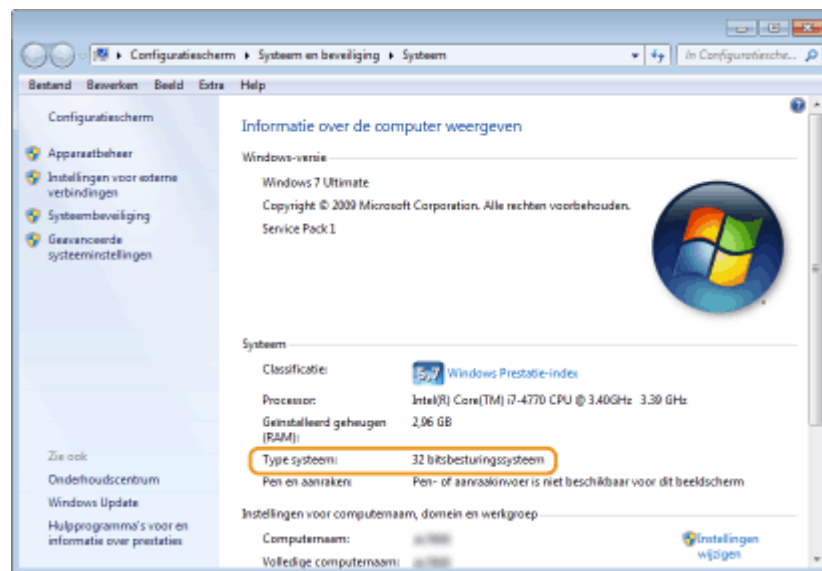 Configuratiescherm ▸ Systeem en beveiliging ▸ Systeem
In Configuratiesche...
Bestand Bewerken Beeld Extra Help
Configuratiescherm
Apparaatbeheer
Instellingen voor externe
verbindingen
Systeembeveiliging
Geavanceerde
systeeminstellingen
Zie ook
Onderhoudscentrum
Windows Update
Hulpprogramma's voor en
informatie over prestaties
Informatie over de computer weergeven
Windows-versie
Windows 7 Ultimate
Copyright © 2009 Microsoft Corporation. Alle rechten voorbehouden.
Service Pack 1
Systeem
Classificatie: 5,7 Windows Prestatie-index
Processor: Intel(R) Core(TM) i7-4770 CPU @ 3.40GHz 3.39 GHz
Geïnstalleerd geheugen 2,96 GB
(RAM):
Type systeem: 32 bitsbesturingssysteem
Pen en aanraken: Pen- of aanraakinvoer is niet beschikbaar voor dit beeldscherm
Instellingen voor computernaam, domein en werkgroep
Computernaam: Instellingen
wijzigen
Volledige computernaam: